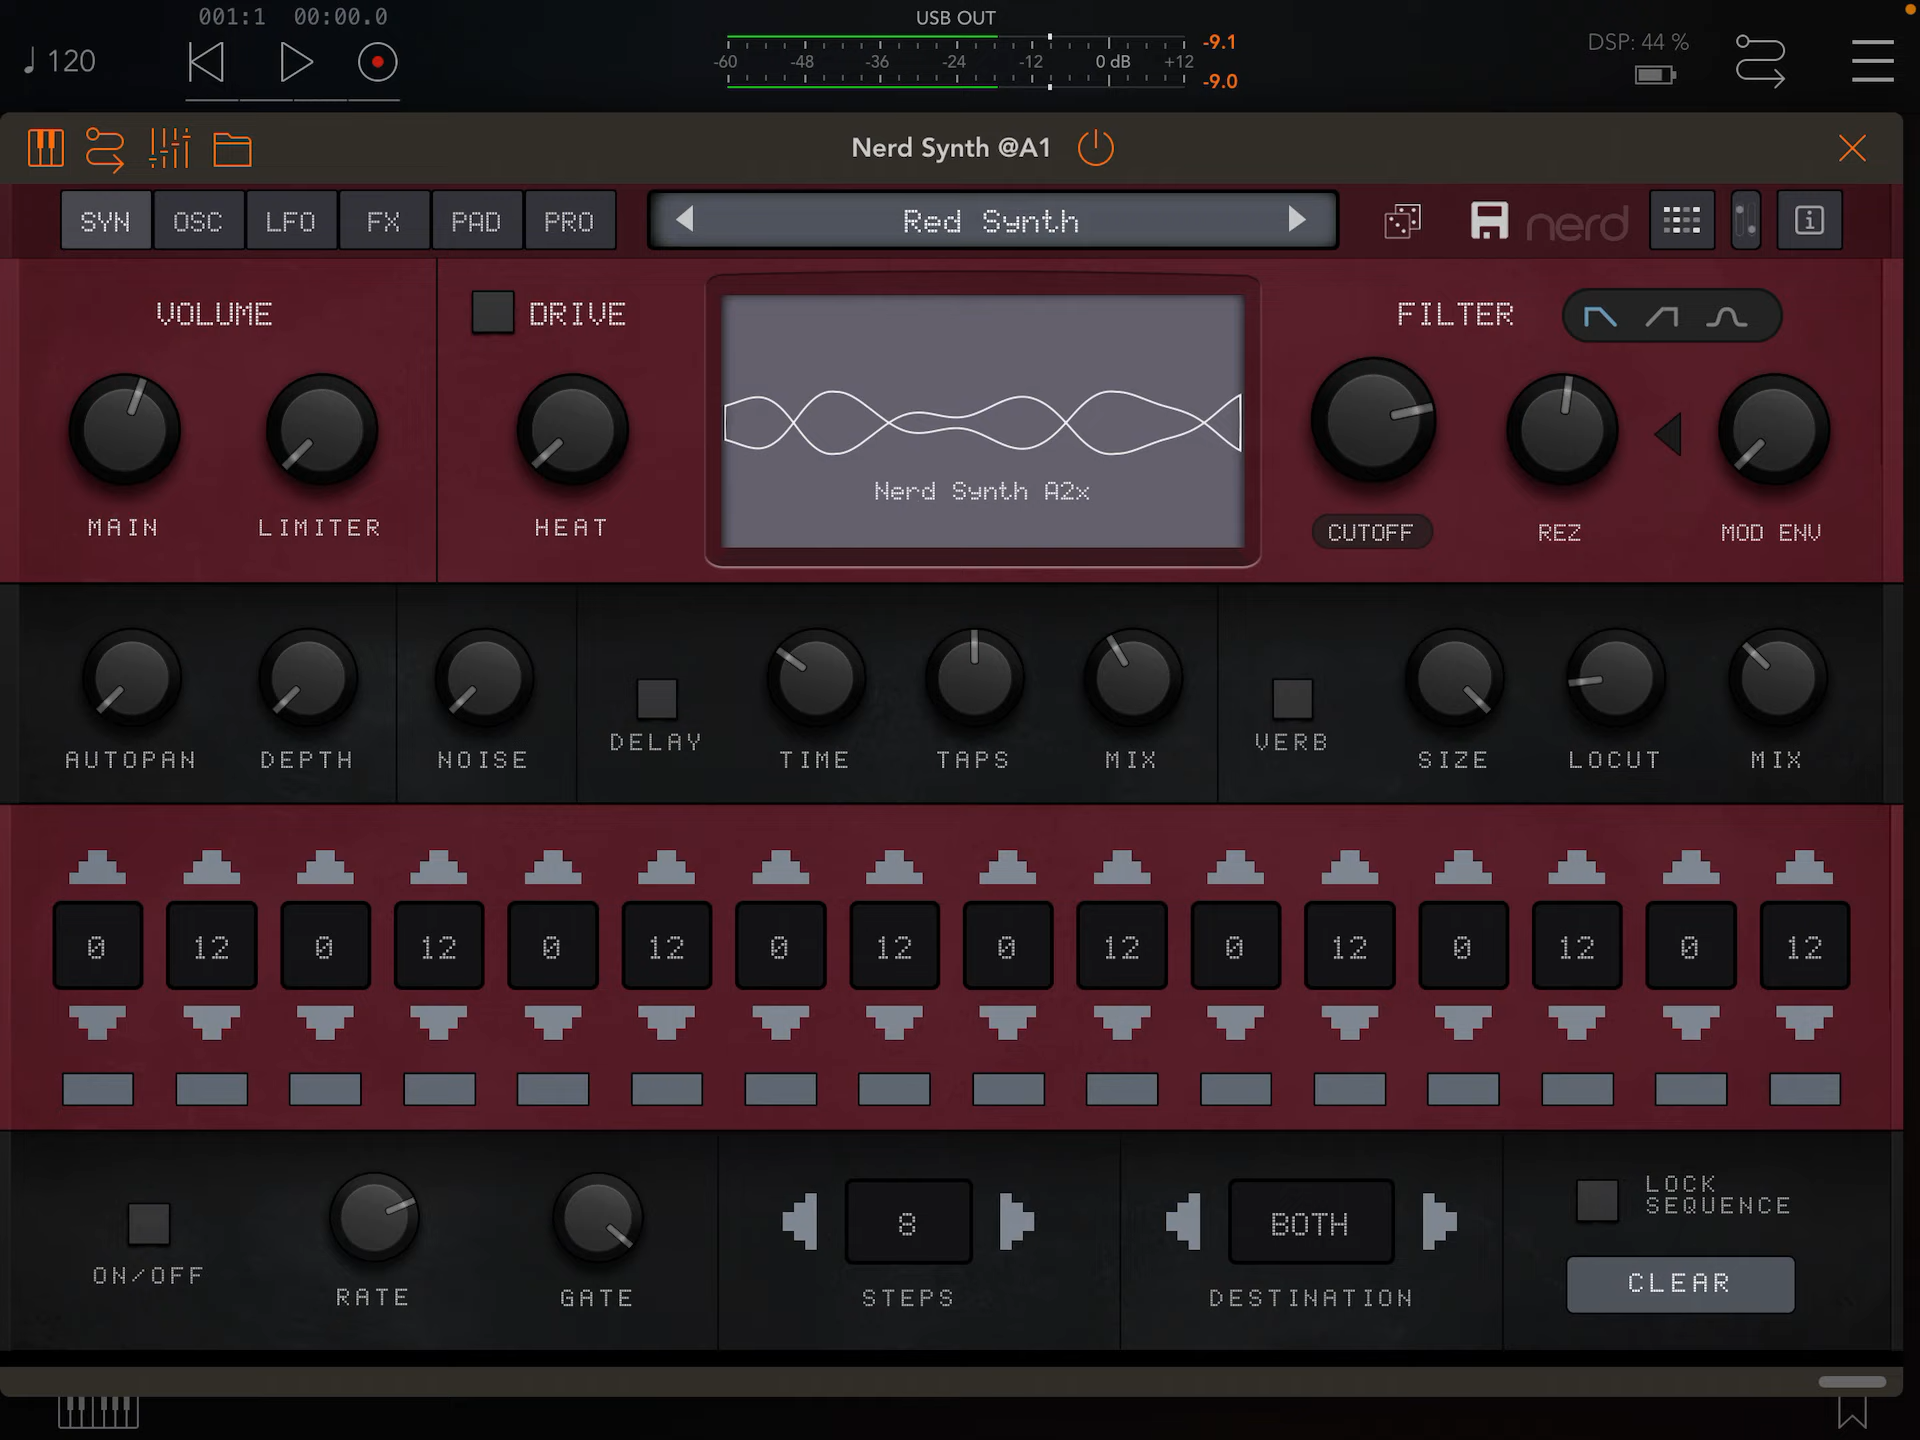 001:1 00:00.0
USB OUT
120
-60 -48 -36 -24 -12 0 dB +12
-9.1
-9.0
DSP: 44 %
Nerd Synth @A1
SYN OSC LFO FX PAD PRO
Red Synth
nerd
VOLUME
DRIVE
FILTER
Nerd Synth A2x
MAIN LIMITER HEAT
CUTOFF REZ MOD ENV
AUTOPAN DEPTH NOISE DELAY TIME TAPS MIX VERB SIZE LOCUT MIX
0 12 0 12 0 12 0 12 0 12 0 12 0 12 0 12
ON/OFF RATE GATE
8
STEPS
BOTH
DESTINATION
LOCK
SEQUENCE
CLEAR